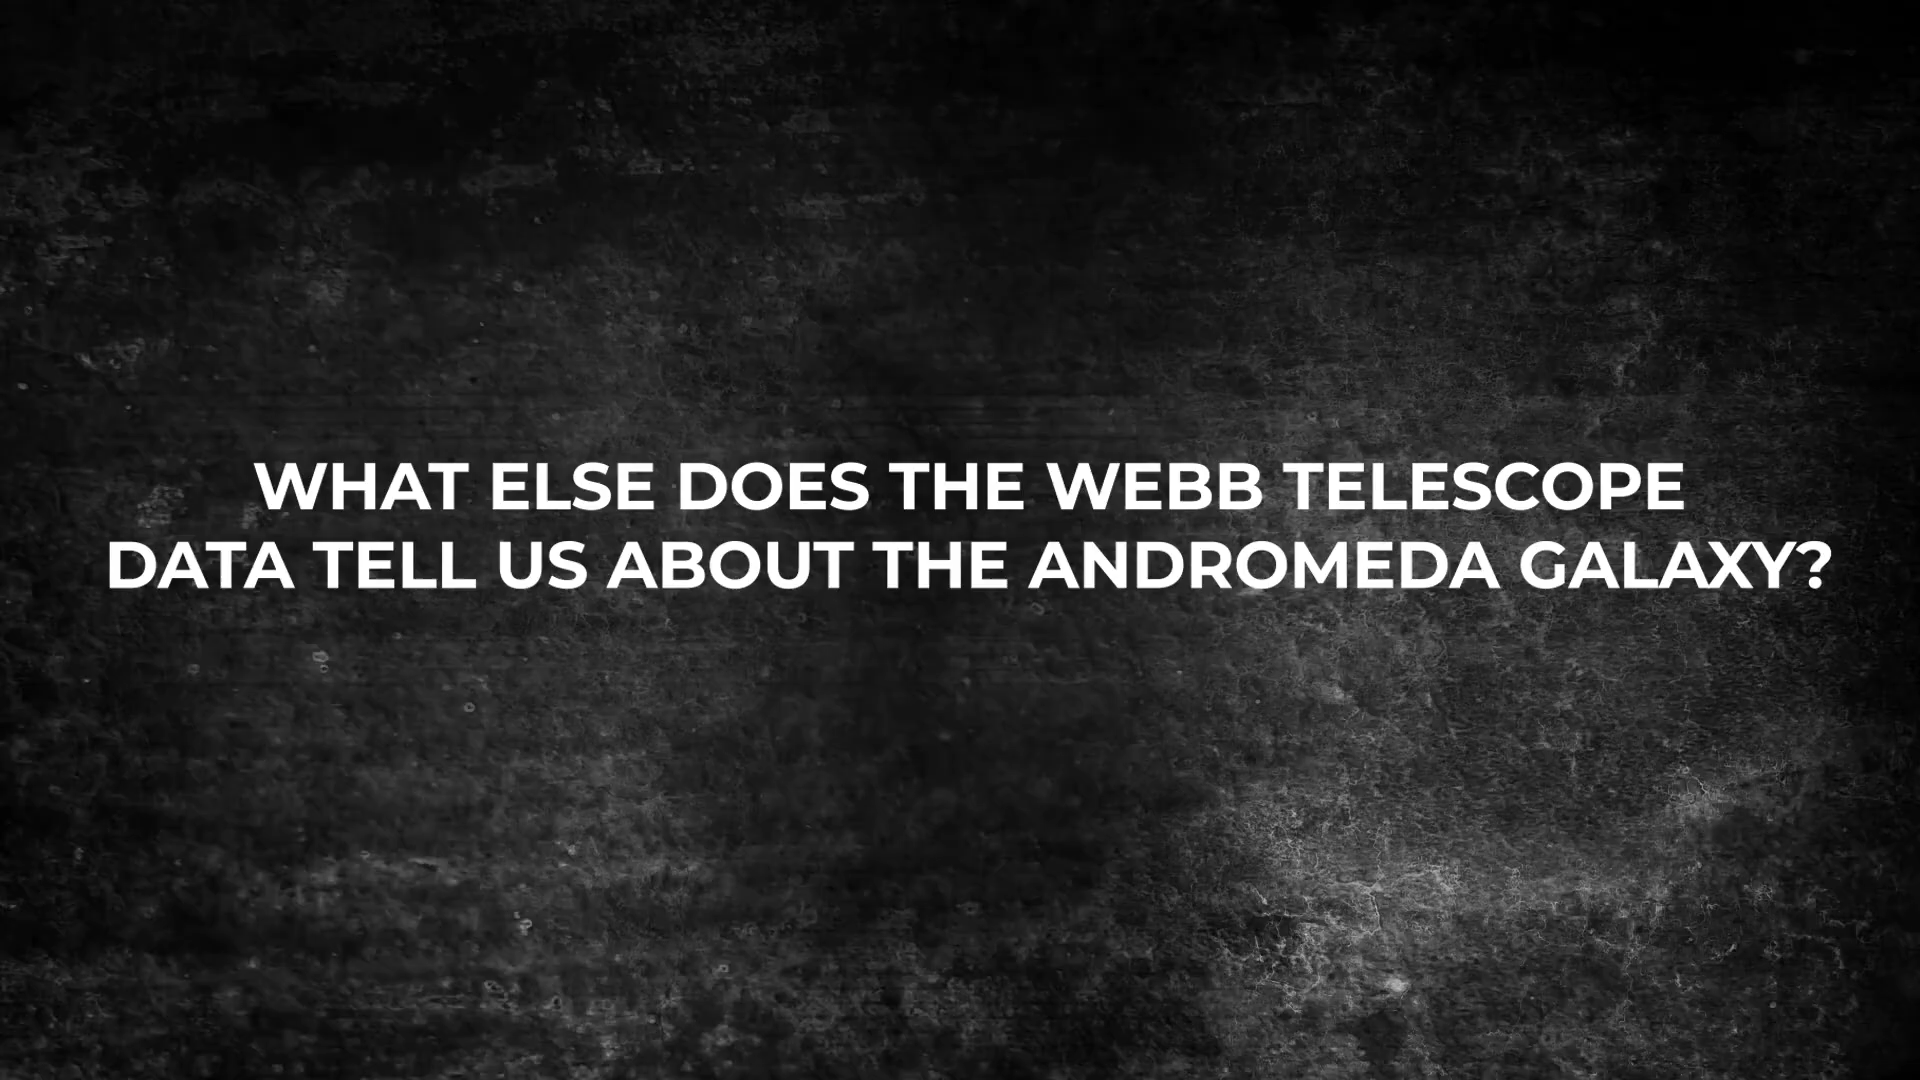 WHAT ELSE DOES THE WEBB TELESCOPE
DATA TELL US ABOUT THE ANDROMEDA GALAXY?